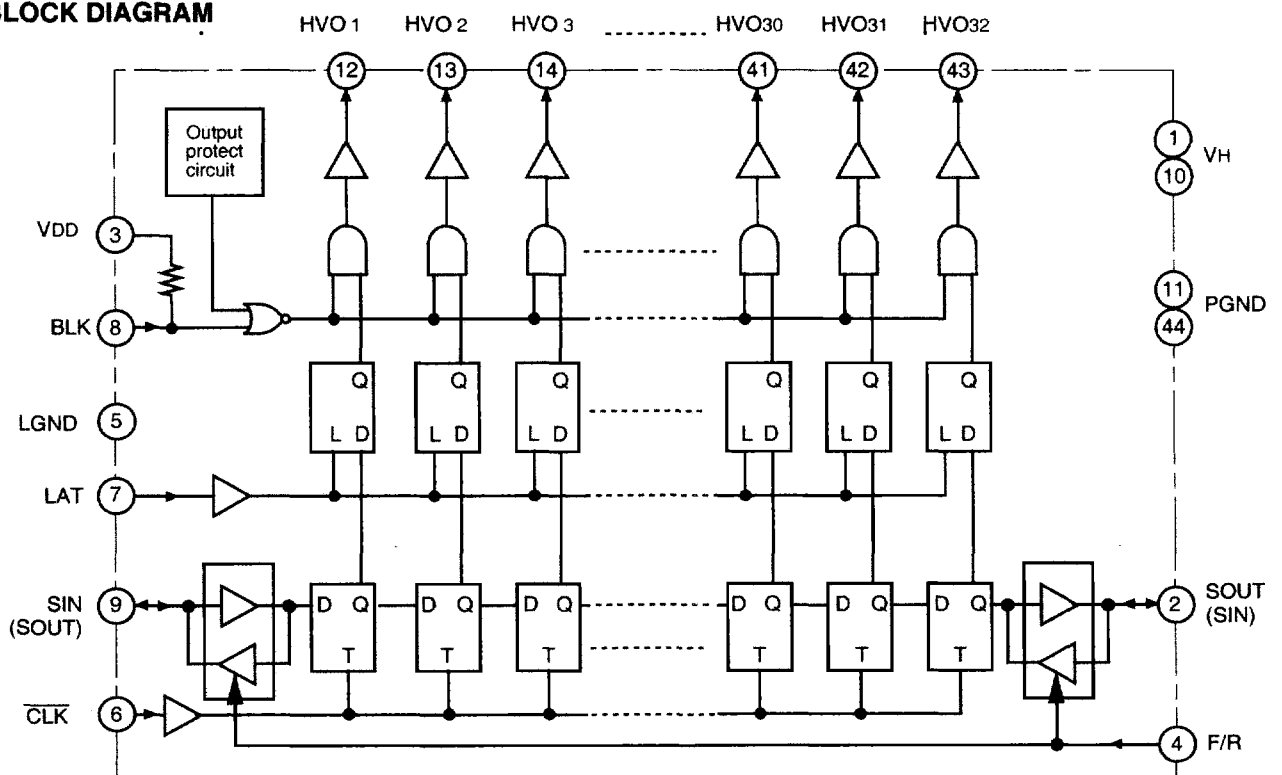 BLOCK DIAGRAM
HVO 1 HVO 2 HVO 3 HVO30 HVO31 HVO32
12 13 14 41 42 43
Output
protect
circuit
1
VH
10
VDD 3
11
PGND
44
BLK 8
Q Q Q Q Q Q
LGND 5
L D L D L D L D L D L D
LAT 7
SIN 9
(SOUT)
D Q D Q D Q D Q D Q D Q
2 SOUT
(SIN)
T T T T T T
CLK 6
4 F/R